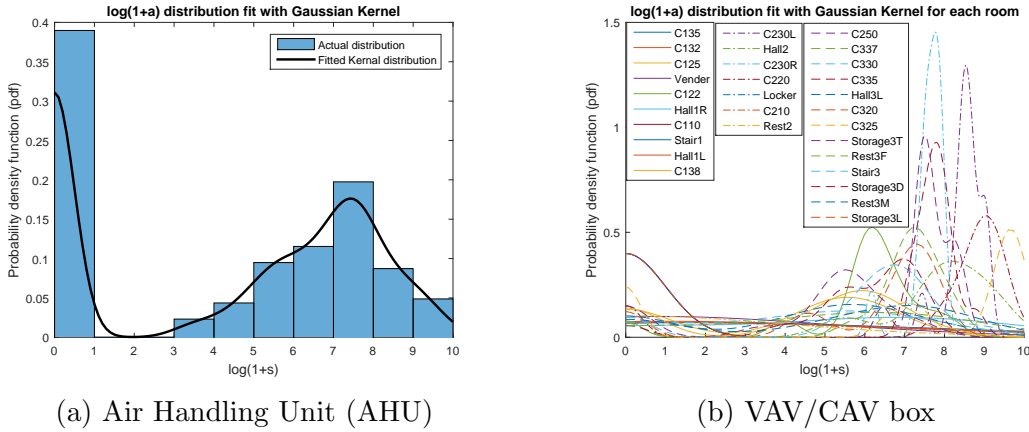 log(1+a) distribution fit with Gaussian Kernel
Actual distribution
Fitted Kernal distribution
Probability density function (pdf)
0.4
0.35
0.3
0.25
0.2
0.15
0.1
0.05
0
0 1 2 3 4 5 6 7 8 9 10
log(1+s)
(a) Air Handling Unit (AHU)
log(1+a) distribution fit with Gaussian Kernel for each room
C135
C132
C125
Vender
C122
Hall1R
C110
Stair1
Hall1L
C138
C230L
Hall2
C230R
C220
Locker
C210
Rest2
C250
C337
C330
C335
Hall3L
C320
C325
Storage3T
Rest3F
Stair3
Storage3D
Rest3M
Storage3L
Probability density function (pdf)
1.5
1
0.5
0
0 1 2 3 4 5 6 7 8 9 10
log(1+s)
(b) VAV/CAV box